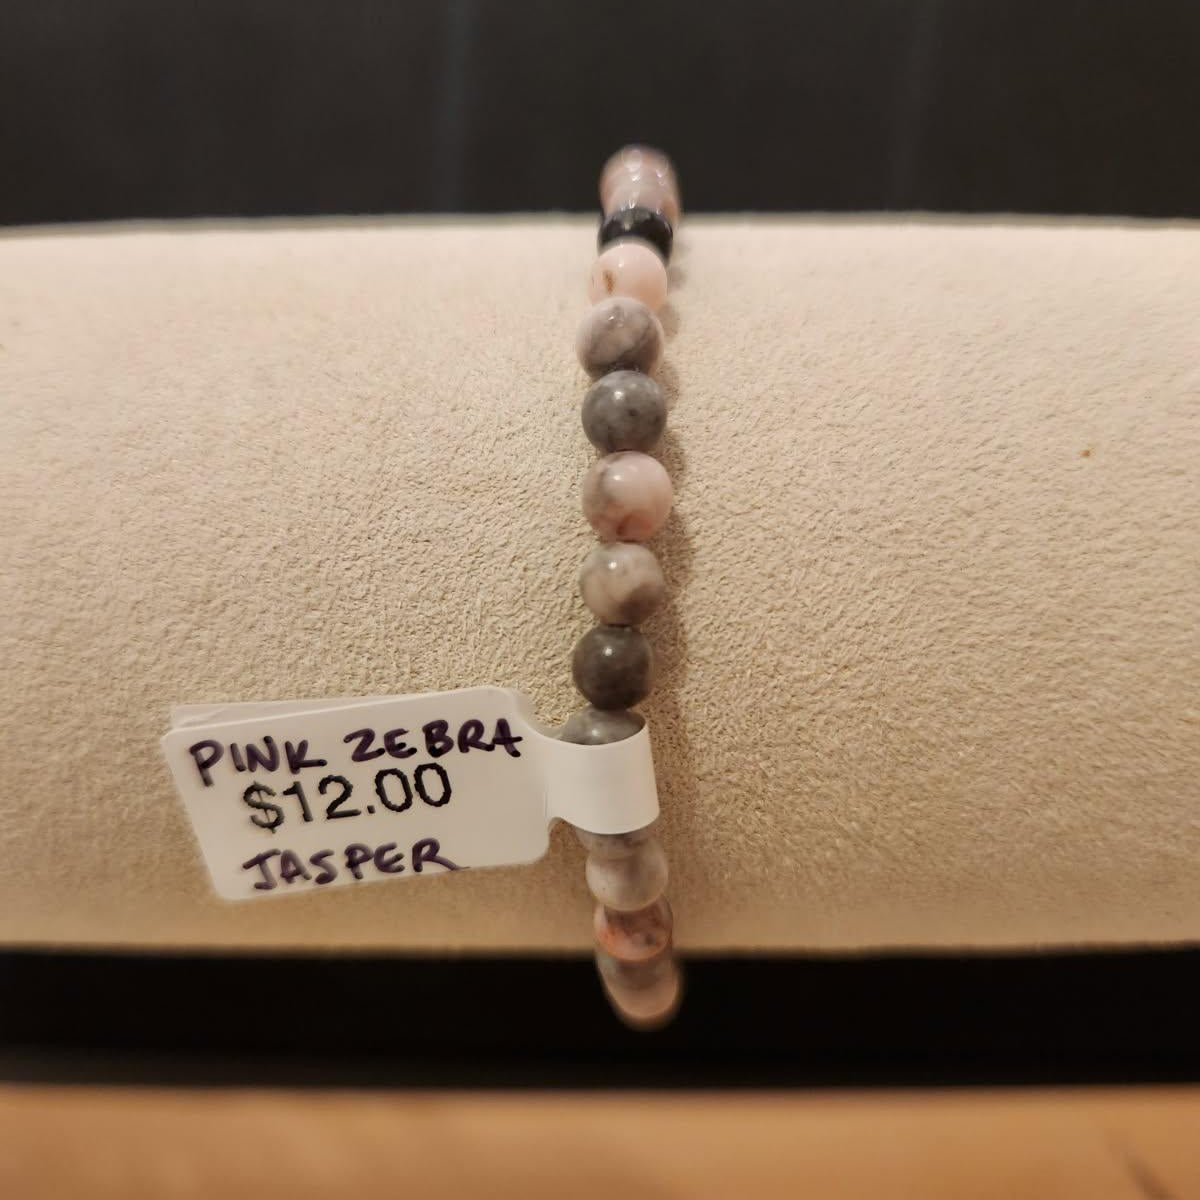 PINK ZEBRA
$12.00
JASPER